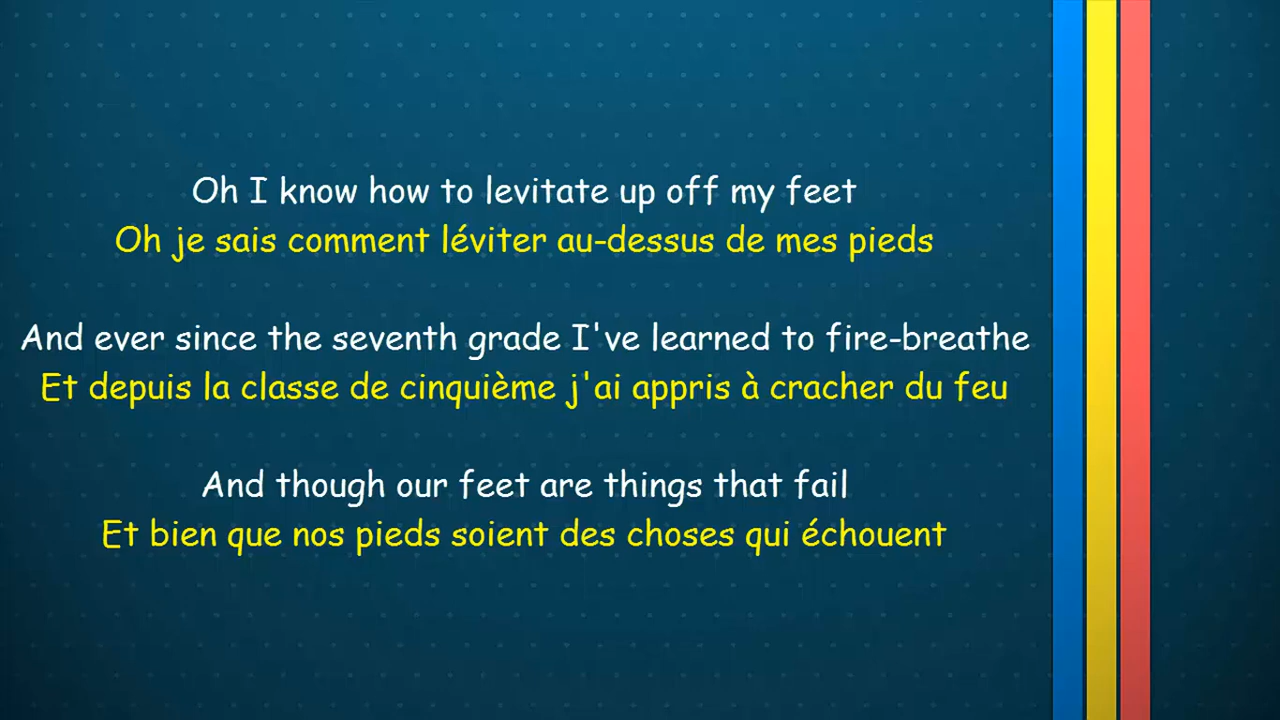 Oh I know how to levitate up off my feet
Oh je sais comment léviter au-dessus de mes pieds
And ever since the seventh grade I've learned to fire-breathe
Et depuis la classe de cinquième j'ai appris à cracher du feu
And though our feet are things that fail
Et bien que nos pieds soient des choses qui échouent